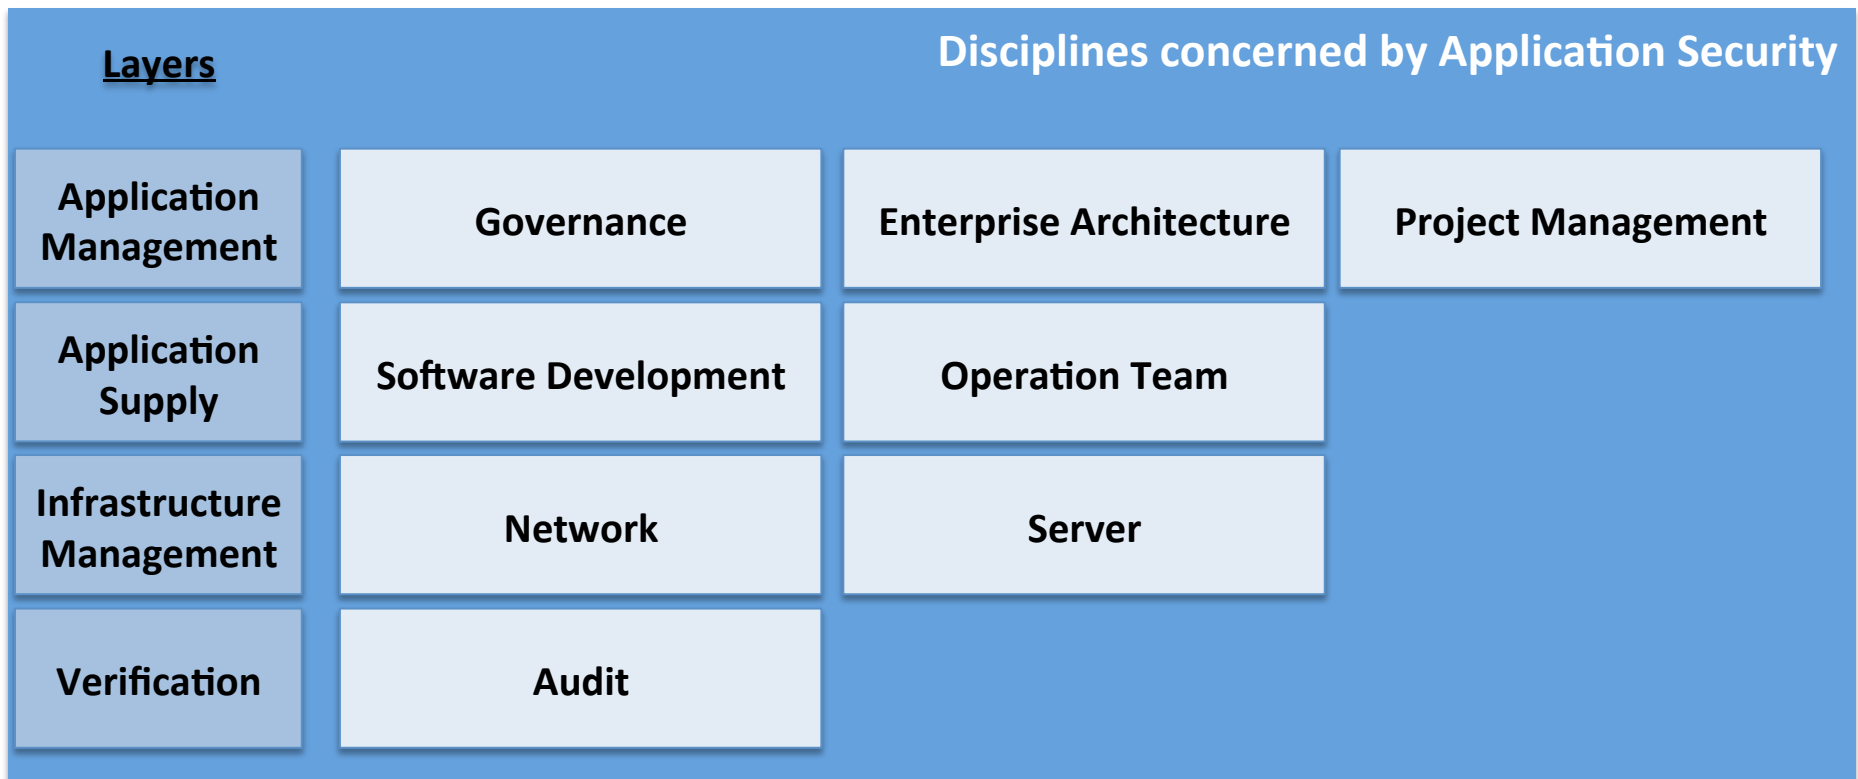 Layers
Disciplines concerned by Application Security
Application
Management
Governance
Enterprise Architecture
Project Management
Application
Supply
Software Development
Operation Team
Infrastructure
Management
Network
Server
Verification
Audit